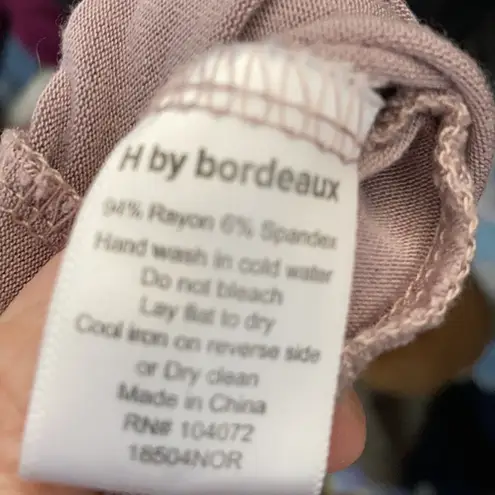 H by bordeaux
94% Rayon 6% Spandex
Hand wash in cold water
Do not bleach
Lay flat to dry
Cool iron on reverse side
or Dry clean
Made in China
RN# 104072
18504NOR